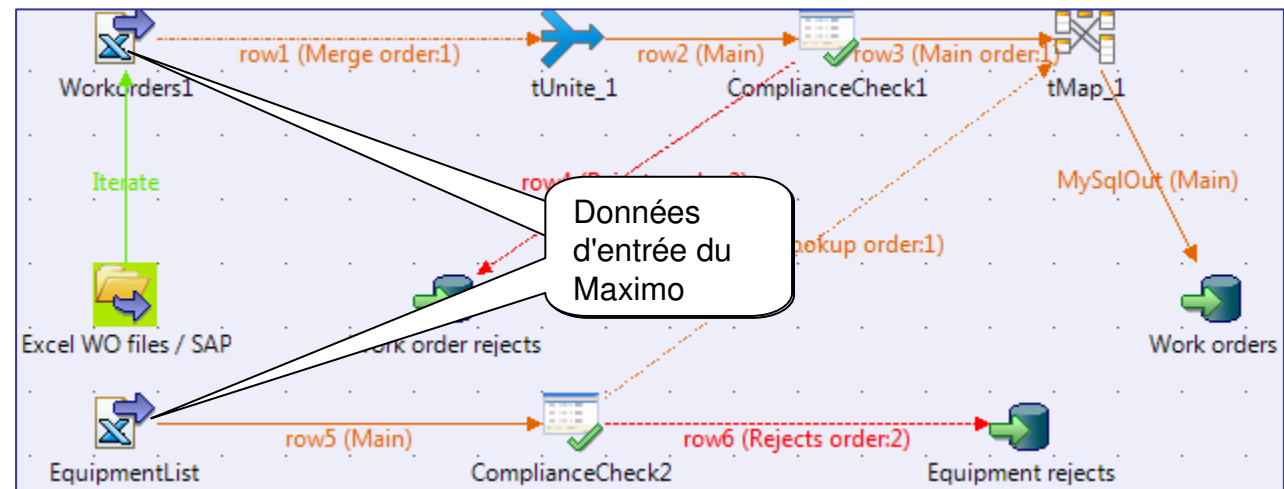 row1 (Merge order:1)
row2 (Main)
row3 (Main order:1)
Workorders1
tUnite_1
ComplianceCheck1
tMap_1
Iterate
MySqlOut (Main)
Données
d'entrée du
Maximo
order:1)
Excel WO files / SAP
order rejects
Work orders
row5 (Main)
row6 (Rejects order:2)
EquipmentList
ComplianceCheck2
Equipment rejects